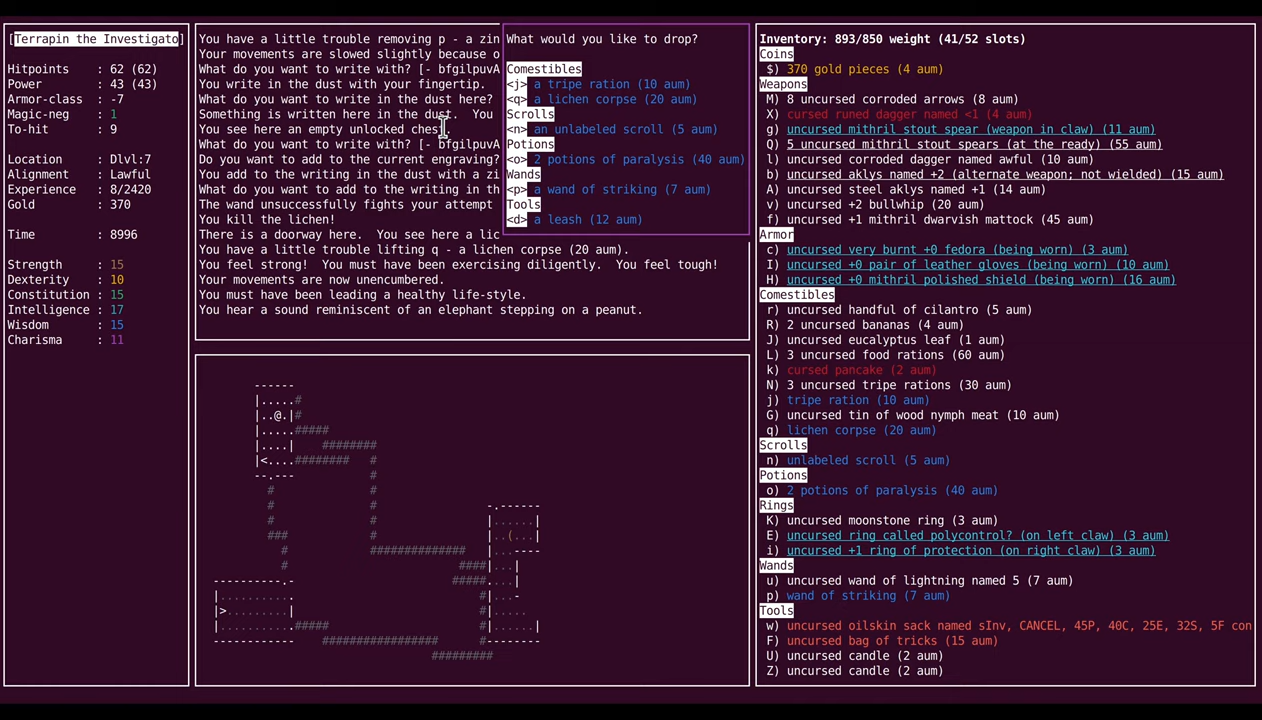 [Terrapin the Investigato]
Hitpoints : 62 (62)
Power : 43 (43)
Armor-class : -7
Magic-neg : 1
To-hit : 9
Location : Dlvl:7
Alignment : Lawful
Experience : 8/2420
Gold : 370
Time : 8996
Strength : 15
Dexterity : 10
Constitution : 15
Intelligence : 17
Wisdom : 15
Charisma : 11
You have a little trouble removing p - a zin
Your movements are slowed slightly because o
What do you want to write with? [- bfgilpuvA
You write in the dust with your fingertip.
What do you want to write in the dust here?
Something is written here in the dust. You
You see here an empty unlocked chest.
What do you want to write with? [- bfgilpuvA
Do you want to add to the current engraving?
You add to the writing in the dust with a zi
What do you want to add to the writing in th
The wand unsuccessfully fights your attempt
You kill the lichen!
There is a doorway here. You see here a lic
You have a little trouble lifting q - a lichen corpse (20 aum).
You feel strong! You must have been exercising diligently. You feel tough!
Your movements are now unencumbered.
You must have been leading a healthy life-style.
You hear a sound reminiscent of an elephant stepping on a peanut.
What would you like to drop?
Comestibles
<j> a tripe ration (10 aum)
<q> a lichen corpse (20 aum)
Scrolls
<n> an unlabeled scroll (5 aum)
Potions
<o> 2 potions of paralysis (40 aum)
Wands
<p> a wand of striking (7 aum)
Tools
<d> a leash (12 aum)
Inventory: 893/850 weight (41/52 slots)
Coins
$) 370 gold pieces (4 aum)
Weapons
M) 8 uncursed corroded arrows (8 aum)
X) cursed runed dagger named <1 (4 aum)
g) uncursed mithril stout spear (weapon in claw) (11 aum)
Q) 5 uncursed mithril stout spears (at the ready) (55 aum)
l) uncursed corroded dagger named awful (10 aum)
b) uncursed aklys named +2 (alternate weapon; not wielded) (15 aum)
A) uncursed steel aklys named +1 (14 aum)
v) uncursed +2 bullwhip (20 aum)
f) uncursed +1 mithril dwarvish mattock (45 aum)
Armor
c) uncursed very burnt +0 fedora (being worn) (3 aum)
I) uncursed +0 pair of leather gloves (being worn) (10 aum)
H) uncursed +0 mithril polished shield (being worn) (16 aum)
Comestibles
r) uncursed handful of cilantro (5 aum)
R) 2 uncursed bananas (4 aum)
J) uncursed eucalyptus leaf (1 aum)
L) 3 uncursed food rations (60 aum)
k) cursed pancake (2 aum)
N) 3 uncursed tripe rations (30 aum)
j) tripe ration (10 aum)
G) uncursed tin of wood nymph meat (10 aum)
q) lichen corpse (20 aum)
Scrolls
n) unlabeled scroll (5 aum)
Potions
o) 2 potions of paralysis (40 aum)
Rings
K) uncursed moonstone ring (3 aum)
E) uncursed ring called polycontrol? (on left claw) (3 aum)
i) uncursed +1 ring of protection (on right claw) (3 aum)
Wands
u) uncursed wand of lightning named 5 (7 aum)
p) wand of striking (7 aum)
Tools
w) uncursed oilskin sack named sInv, CANCEL, 45P, 40C, 25E, 32S, 5F con
F) uncursed bag of tricks (15 aum)
U) uncursed candle (2 aum)
Z) uncursed candle (2 aum)